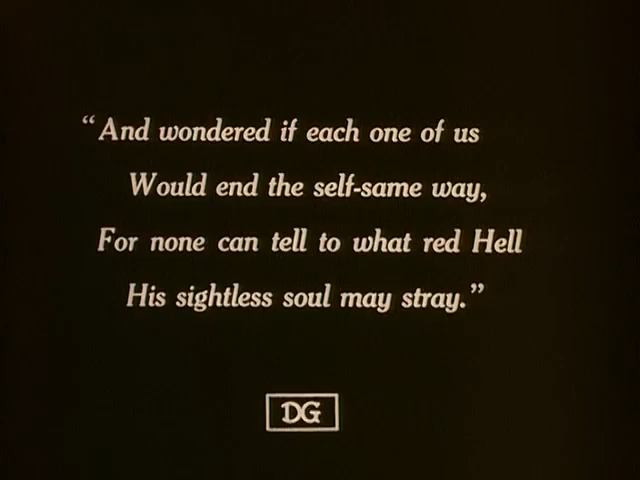 “And wondered if each one of us
Would end the self-same way,
For none can tell to what red Hell
His sightless soul may stray.”
DG